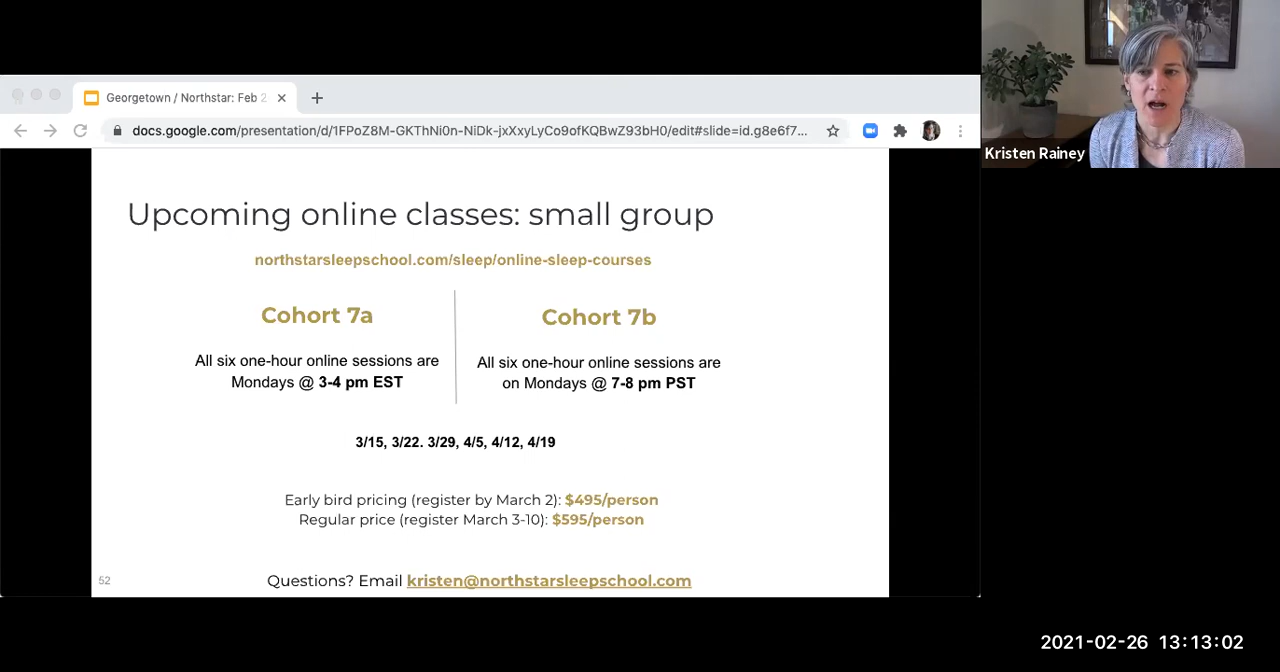 Georgetown / Northstar: Feb 2
docs.google.com/presentation/d/1FPoZ8M-GKThNi0n-NiDk-jxXxyLyCo9ofKQBwZ93bH0/edit#slide=id.g8e6f7...
Kristen Rainey
Upcoming online classes: small group
northstarsleepschool.com/sleep/online-sleep-courses
Cohort 7a
All six one-hour online sessions are
Mondays @ 3-4 pm EST
Cohort 7b
All six one-hour online sessions are
on Mondays @ 7-8 pm PST
3/15, 3/22. 3/29, 4/5, 4/12, 4/19
Early bird pricing (register by March 2): $495/person
Regular price (register March 3-10): $595/person
52
Questions? Email kristen@northstarsleepschool.com
2021-02-26 13:13:02